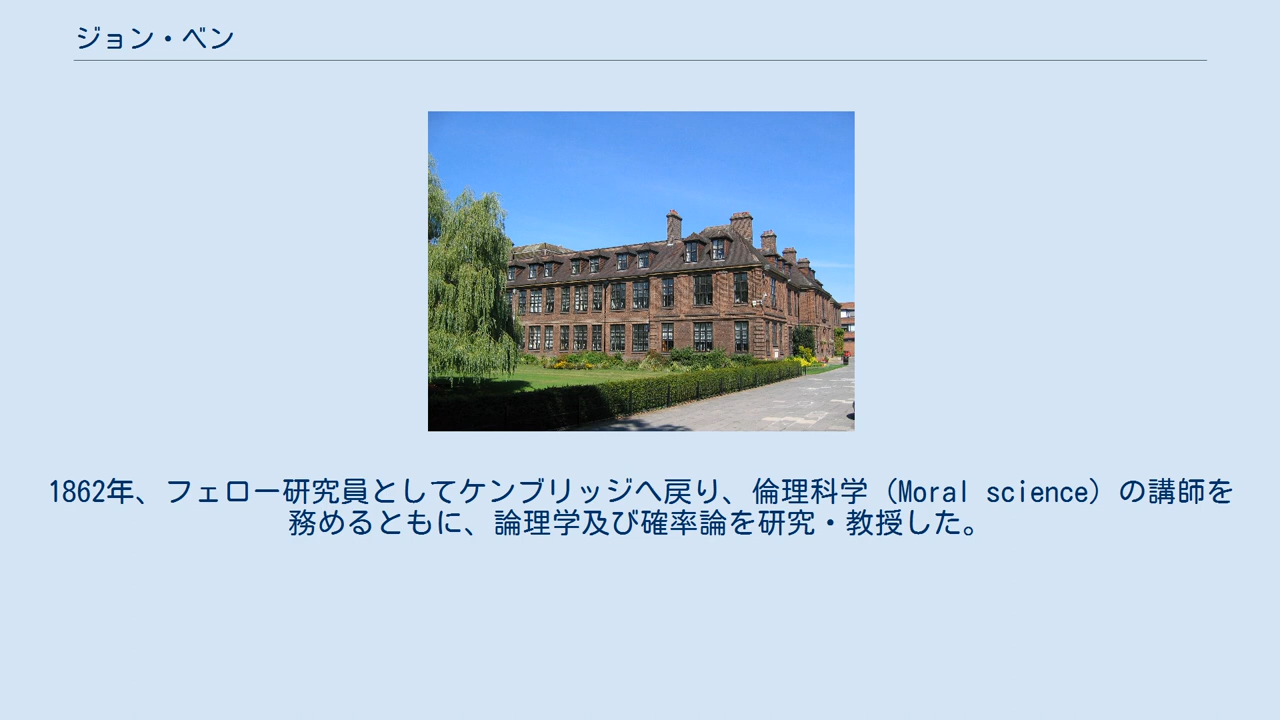 ジョン・ベン
1862年、フェロー研究員としてケンブリッジへ戻り、倫理科学（Moral science）の講師を
務めるともに、論理学及び確率論を研究・教授した。